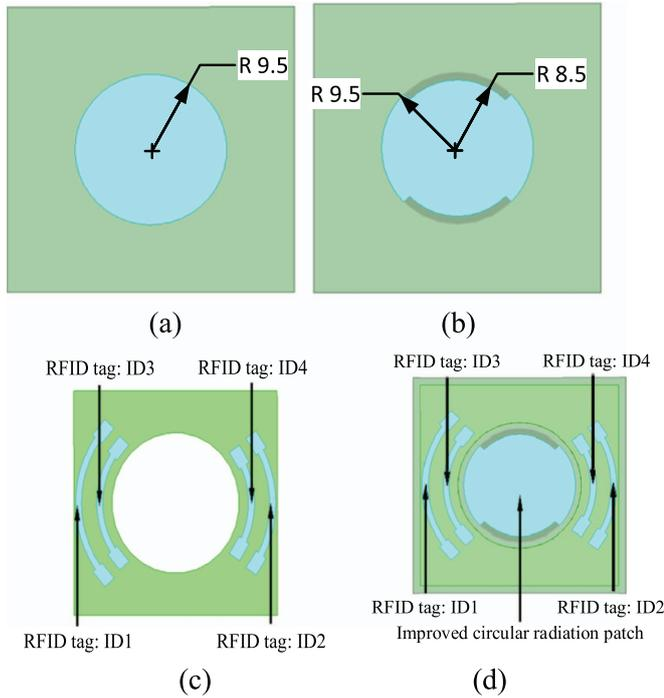 R 9.5
R 9.5
R 8.5
(a)
(b)
RFID tag: ID3
RFID tag: ID4
RFID tag: ID1
RFID tag: ID2
(c)
RFID tag: ID3
RFID tag: ID4
RFID tag: ID1
RFID tag: ID2
Improved circular radiation patch
(d)